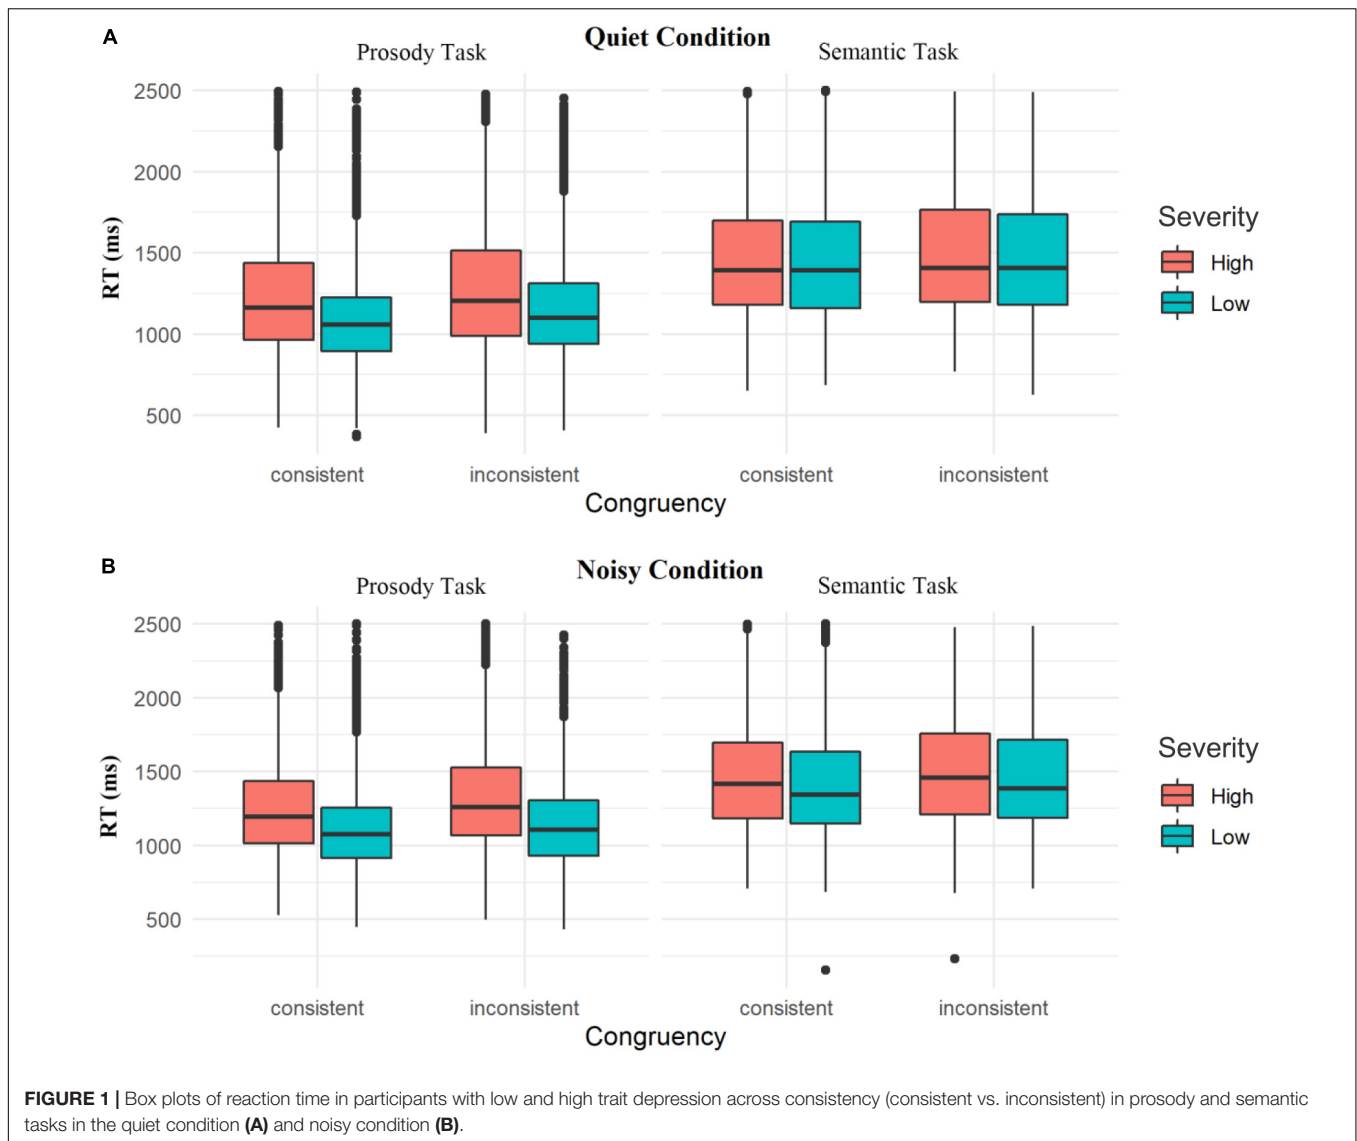 A
Quiet Condition
Prosody Task
Semantic Task
2500
2000
1500
1000
500
RT (ms)
consistent
inconsistent
consistent
inconsistent
Congruency
Severity
High
Low
B
Noisy Condition
Prosody Task
Semantic Task
2500
2000
1500
1000
500
RT (ms)
consistent
inconsistent
consistent
inconsistent
Congruency
Severity
High
Low
FIGURE 1 | Box plots of reaction time in participants with low and high trait depression across consistency (consistent vs. inconsistent) in prosody and semantic
tasks in the quiet condition (A) and noisy condition (B).